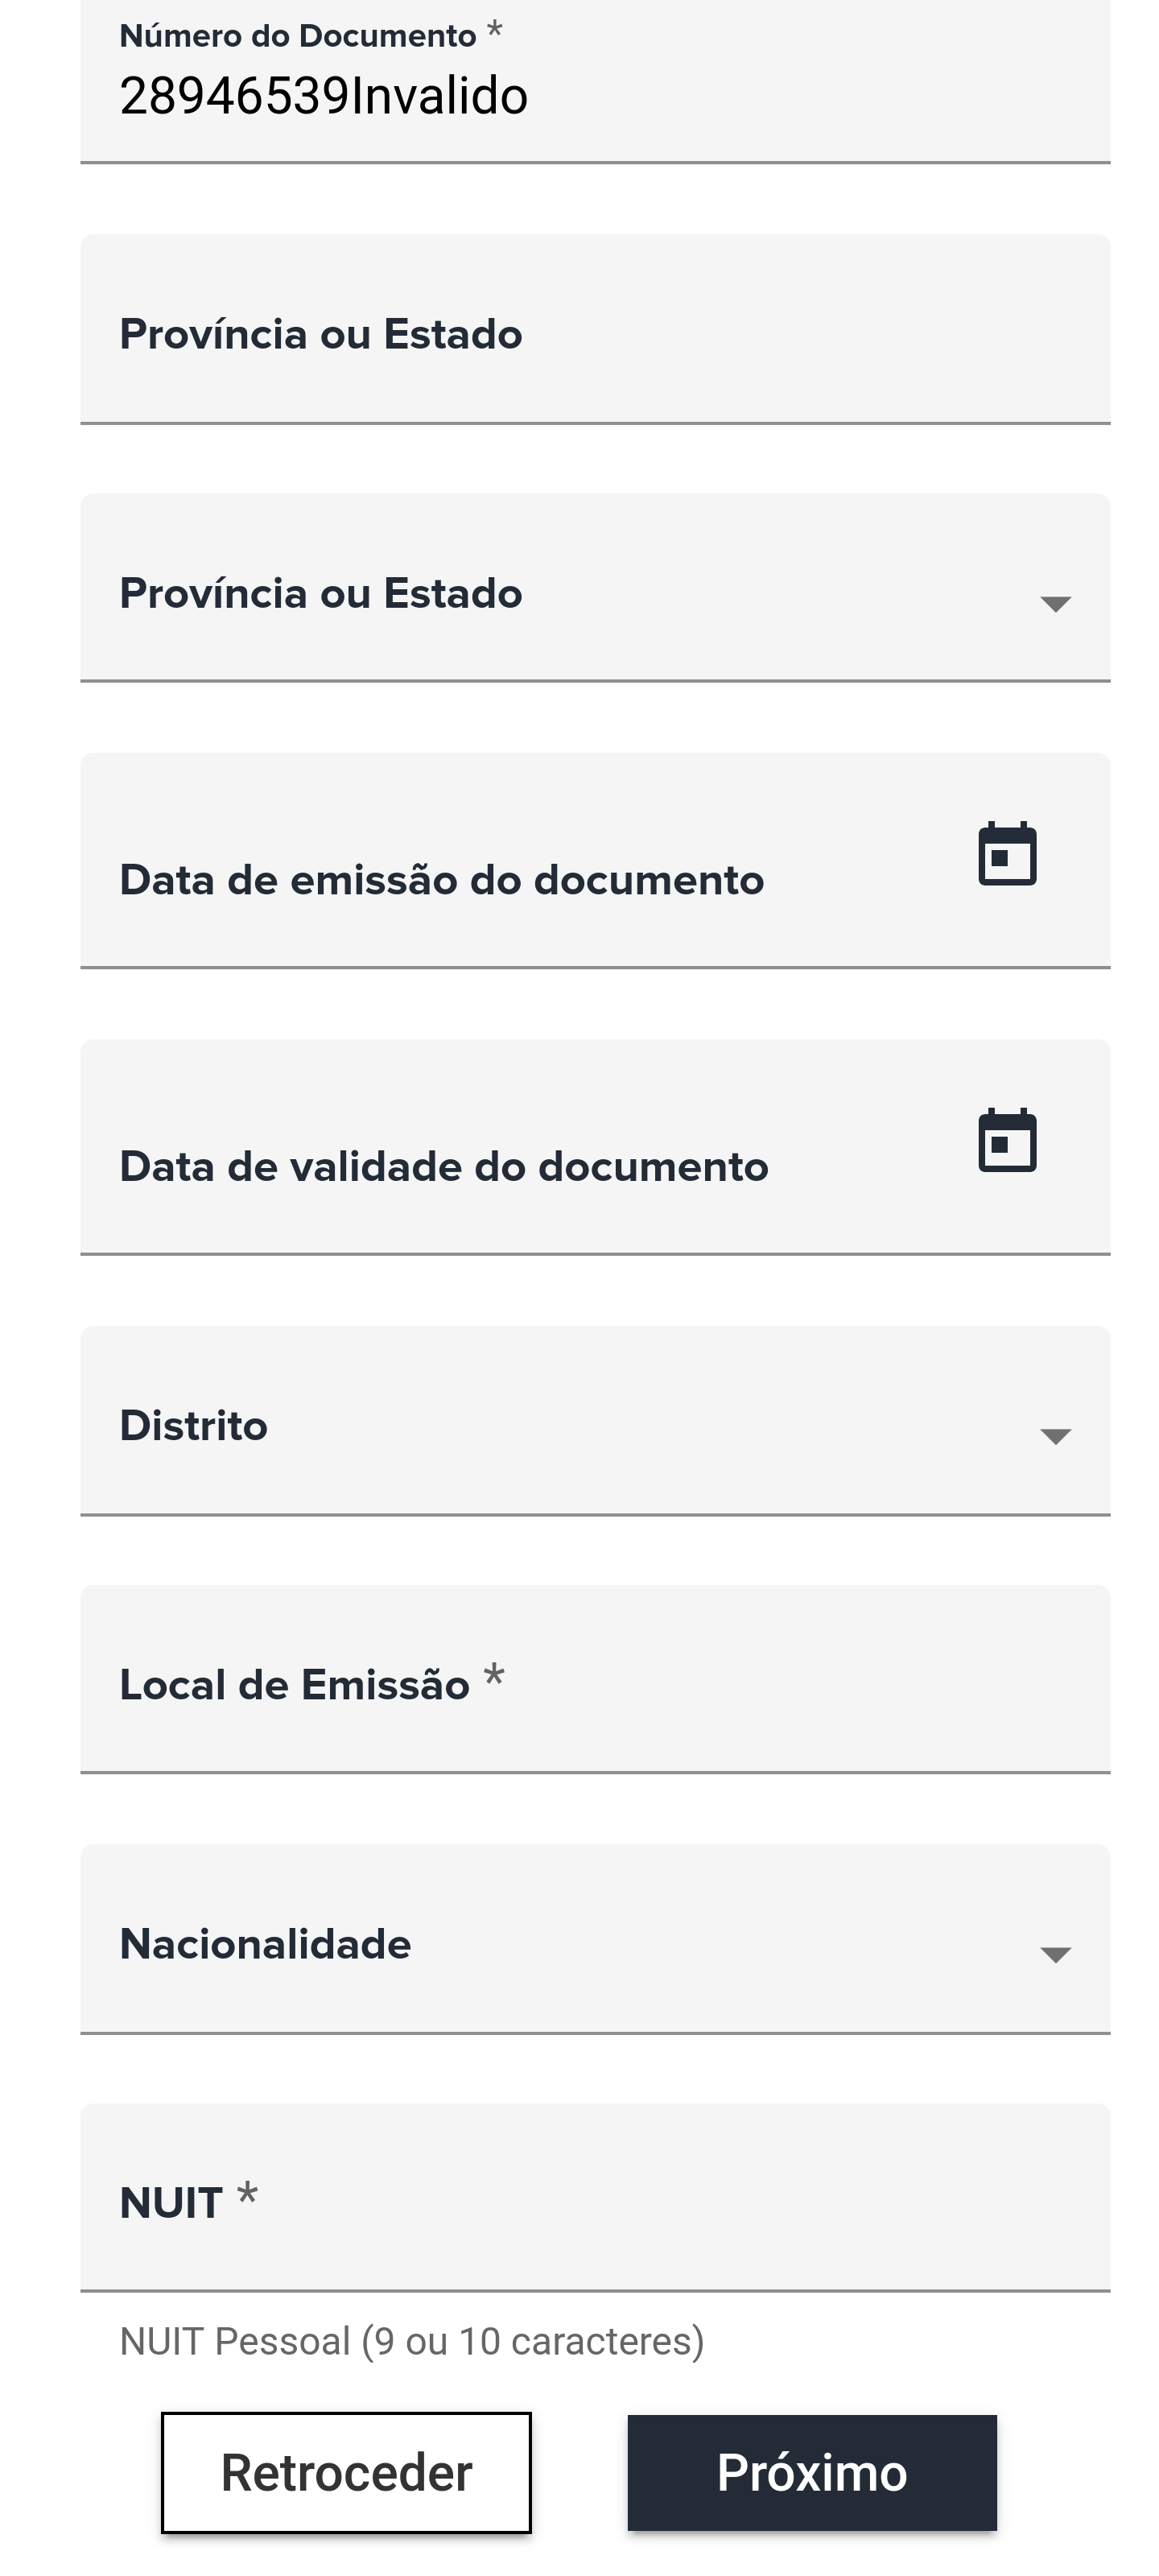 Número do Documento *
28946539Invalido
Província ou Estado
Província ou Estado
Data de emissão do documento
Data de validade do documento
Distrito
Local de Emissão *
Nacionalidade
NUIT *
NUIT Pessoal (9 ou 10 caracteres)
Retroceder
Próximo